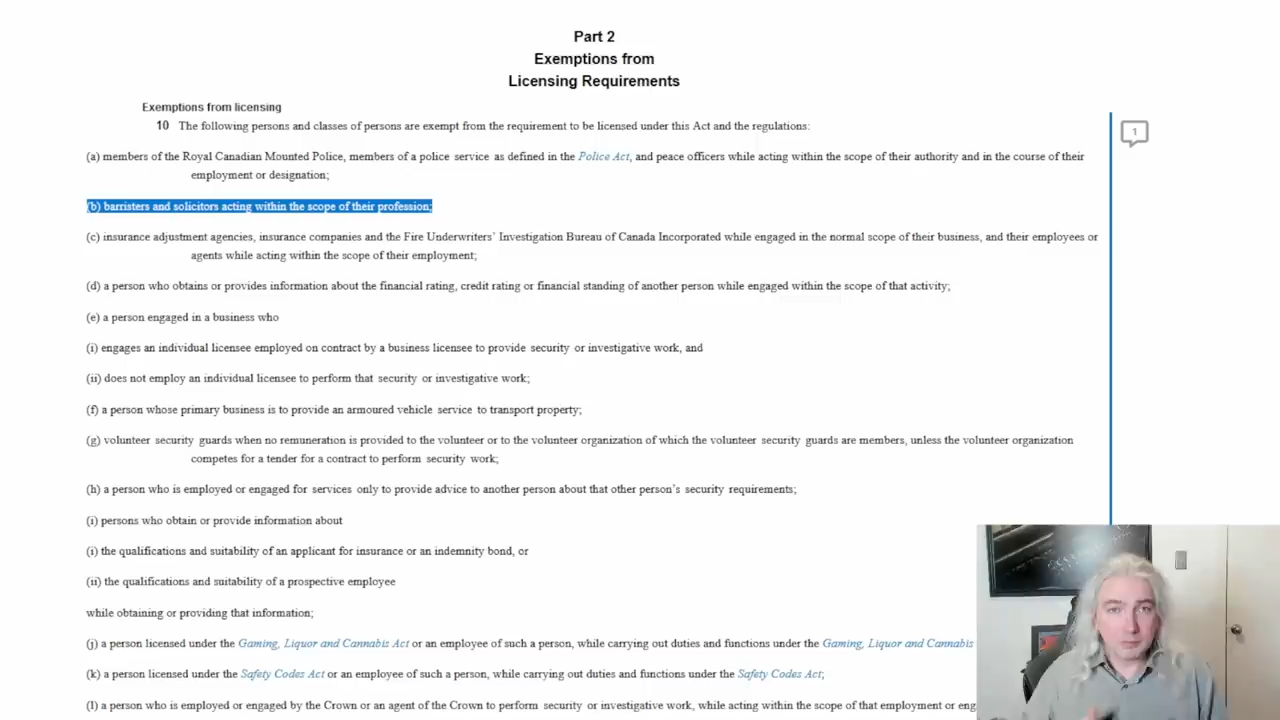 Part 2
Exemptions from
Licensing Requirements
Exemptions from licensing
10 The following persons and classes of persons are exempt from the requirement to be licensed under this Act and the regulations:
1
(a) members of the Royal Canadian Mounted Police, members of a police service as defined in the Police Act, and peace officers while acting within the scope of their authority and in the course of their
employment or designation;
(b) barristers and solicitors acting within the scope of their profession;
(c) insurance adjustment agencies, insurance companies and the Fire Underwriters' Investigation Bureau of Canada Incorporated while engaged in the normal scope of their business, and their employees or
agents while acting within the scope of their employment;
(d) a person who obtains or provides information about the financial rating, credit rating or financial standing of another person while engaged within the scope of that activity;
(e) a person engaged in a business who
(i) engages an individual licensee employed on contract by a business licensee to provide security or investigative work, and
(ii) does not employ an individual licensee to perform that security or investigative work;
(f) a person whose primary business is to provide an armoured vehicle service to transport property;
(g) volunteer security guards when no remuneration is provided to the volunteer or to the volunteer organization of which the volunteer security guards are members, unless the volunteer organization
competes for a tender for a contract to perform security work;
(h) a person who is employed or engaged for services only to provide advice to another person about that other person's security requirements;
(i) persons who obtain or provide information about
(i) the qualifications and suitability of an applicant for insurance or an indemnity bond, or
(ii) the qualifications and suitability of a prospective employee
while obtaining or providing that information;
(j) a person licensed under the Gaming, Liquor and Cannabis Act or an employee of such a person, while carrying out duties and functions under the Gaming, Liquor and Cannabis
(k) a person licensed under the Safety Codes Act or an employee of such a person, while carrying out duties and functions under the Safety Codes Act;
(l) a person who is employed or engaged by the Crown or an agent of the Crown to perform security or investigative work, while acting within the scope of that employment or eng